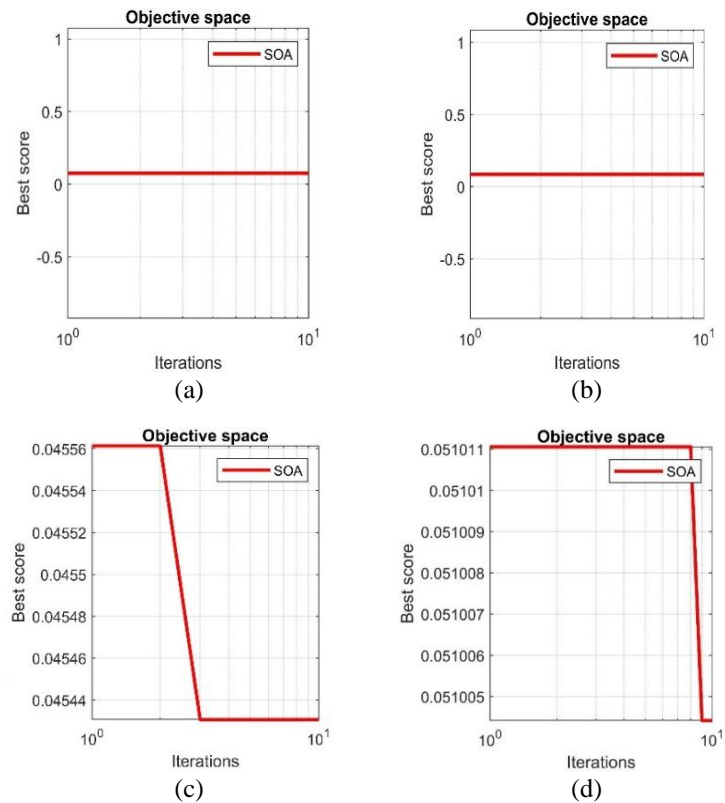 Objective space
1
SOA
0.5
Best score
0
-0.5
10^0
10^1
Iterations
(a)
Objective space
1
SOA
0.5
Best score
0
-0.5
10^0
10^1
Iterations
(b)
Objective space
0.04556
SOA
0.04554
0.04552
Best score
0.0455
0.04548
0.04546
0.04544
10^0
10^1
Iterations
(c)
Objective space
0.051011
SOA
0.05101
0.051009
Best score
0.051008
0.051007
0.051006
0.051005
10^0
10^1
Iterations
(d)